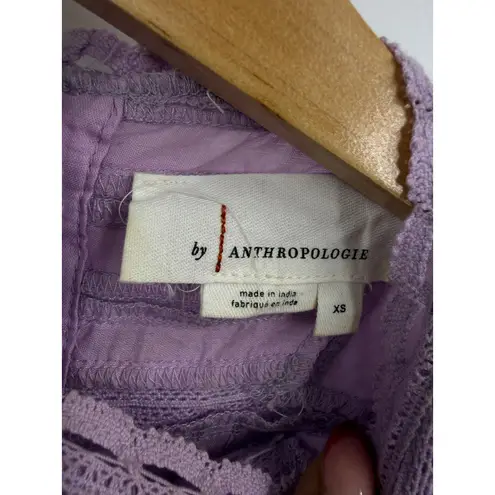 by ANTHROPOLOGIE
made in India
fabriqué en Inde
XS